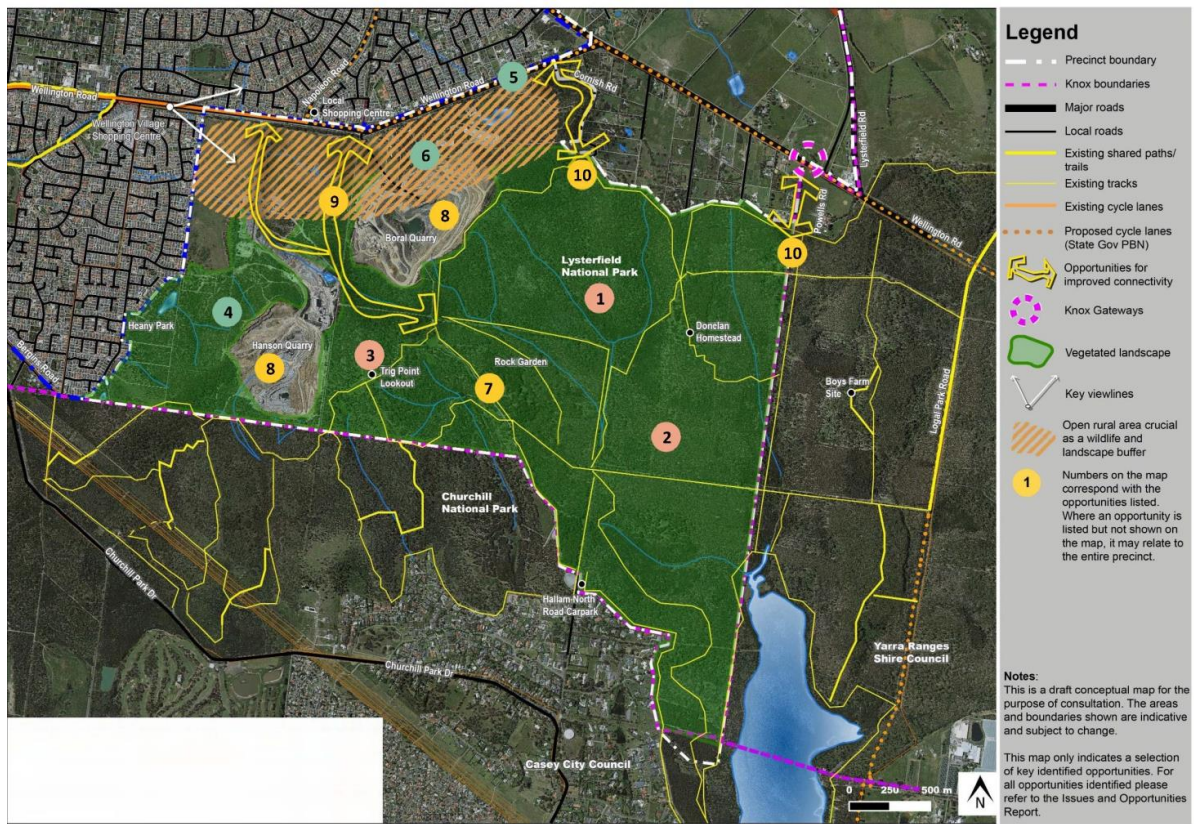 Wellington Road
Napoleon Road
Local
Shopping Centre
Wellington Road
5
Cornish Rd
Wellington Village
Shopping Centre
6
10
Lysterfield Rd
Powells Rd
Wellington Rd
9
8
Boral Quarry
10
Lysterfield
National Park
1
4
Heany Park
Donelan
Homestead
Hanson Quarry
8
3
Trig Point
Lookout
Rock Garden
7
Bergins Road
Boys Farm
Site
Logal Park Road
2
Churchill
National Park
Churchill Park Dr
Hallam North
Road Carpark
Churchill Park Dr
Yarra Ranges
Shire Council
Casey City Council
0 250 500 m
N
Legend
Precinct boundary
Knox boundaries
Major roads
Local roads
Existing shared paths/
trails
Existing tracks
Existing cycle lanes
Proposed cycle lanes
(State Gov PBN)
Opportunities for
improved connectivity
Knox Gateways
Vegetated landscape
Key viewlines
Open rural area crucial
as a wildlife and
landscape buffer
1
Numbers on the map
correspond with the
opportunities listed.
Where an opportunity is
listed but not shown on
the map, it may relate to
the entire precinct.
Notes:
This is a draft conceptual map for the
purpose of consultation. The areas
and boundaries shown are indicative
and subject to change.
This map only indicates a selection
of key identified opportunities. For
all opportunities identified please
refer to the Issues and Opportunities
Report.